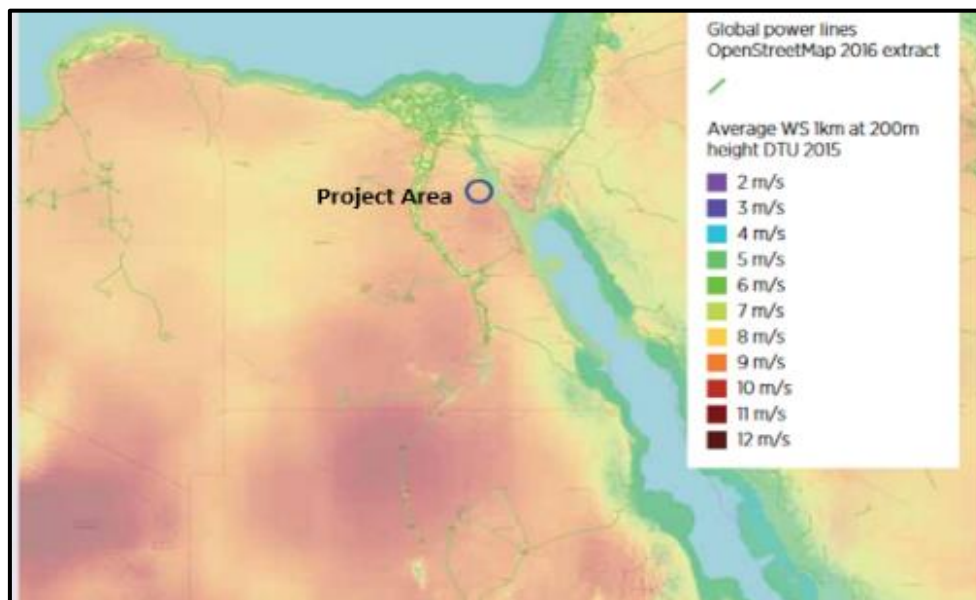 Global power lines
OpenStreetMap 2016 extract
Average WS 1km at 200m
height DTU 2015
2 m/s
3 m/s
4 m/s
5 m/s
6 m/s
7 m/s
8 m/s
9 m/s
10 m/s
11 m/s
12 m/s
Project Area